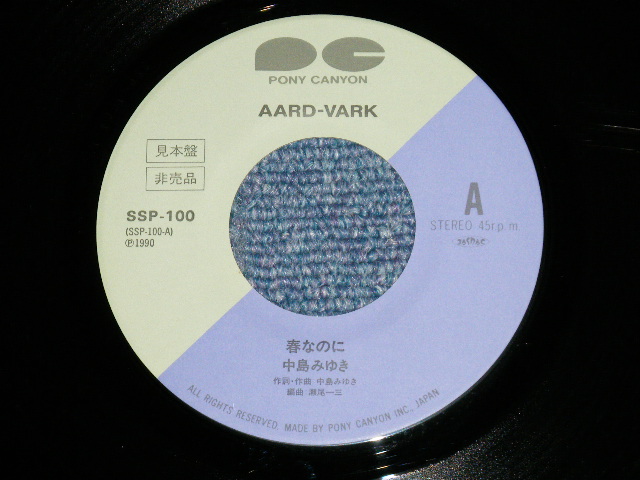 PONY CANYON
AARD-VARK
見本盤
非売品
SSP-100
(SSP-100-A)
Ⓟ1990
A
STEREO 45r.p.m.
春なのに
中島みゆき
作詞・作曲 中島みゆき
編曲 瀬尾一三
ALL RIGHTS RESERVED. MADE BY PONY CANYON INC., JAPAN